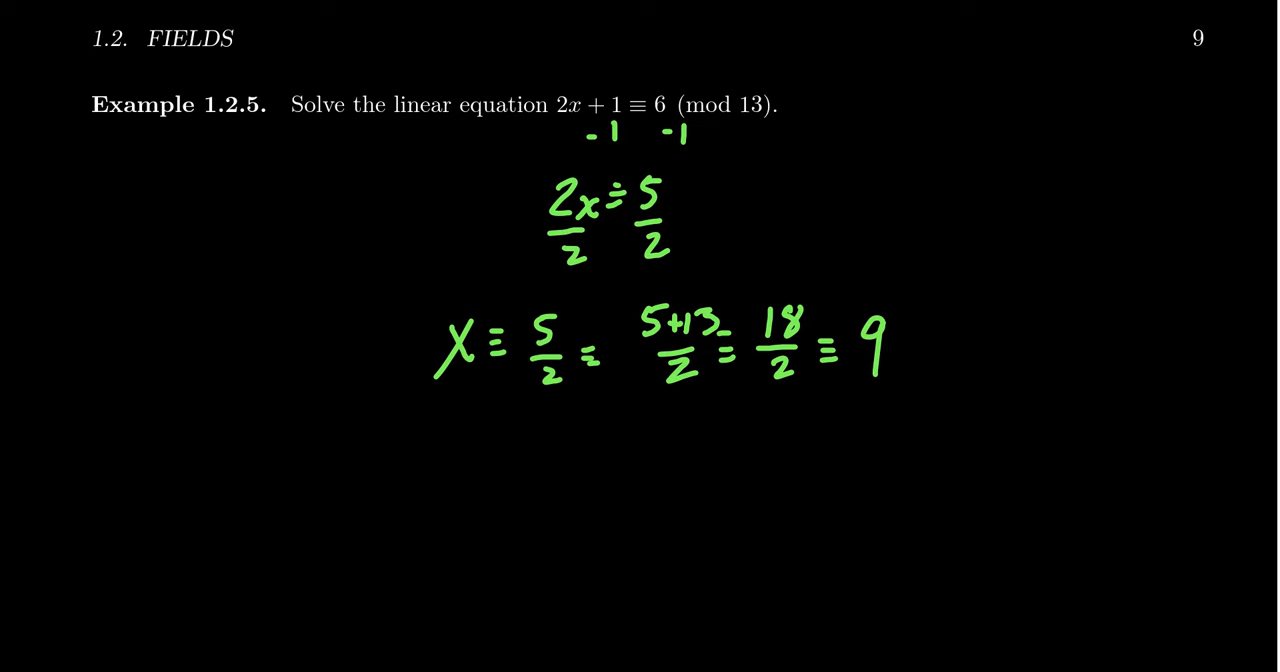 1.2. FIELDS 9
Example 1.2.5. Solve the linear equation 2x + 1 ≡ 6 (mod 13).
-1 -1
2x ≡ 5
2 2
x ≡ 5/2 ≡ (5+13)/2 ≡ 18/2 ≡ 9